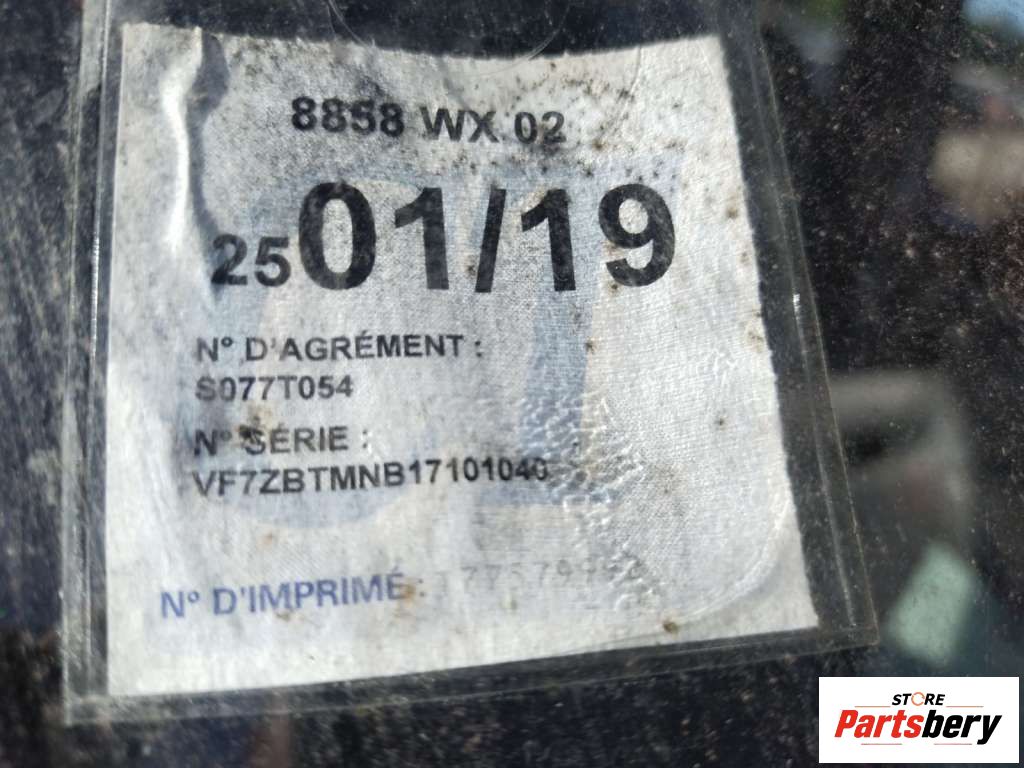 8858 WX 02
25 01/19
N° D'AGRÉMENT :
S077T054
N° SÉRIE :
VF7ZBTMNB17101040
N° D'IMPRIMÉ :
STORE
Partsbery